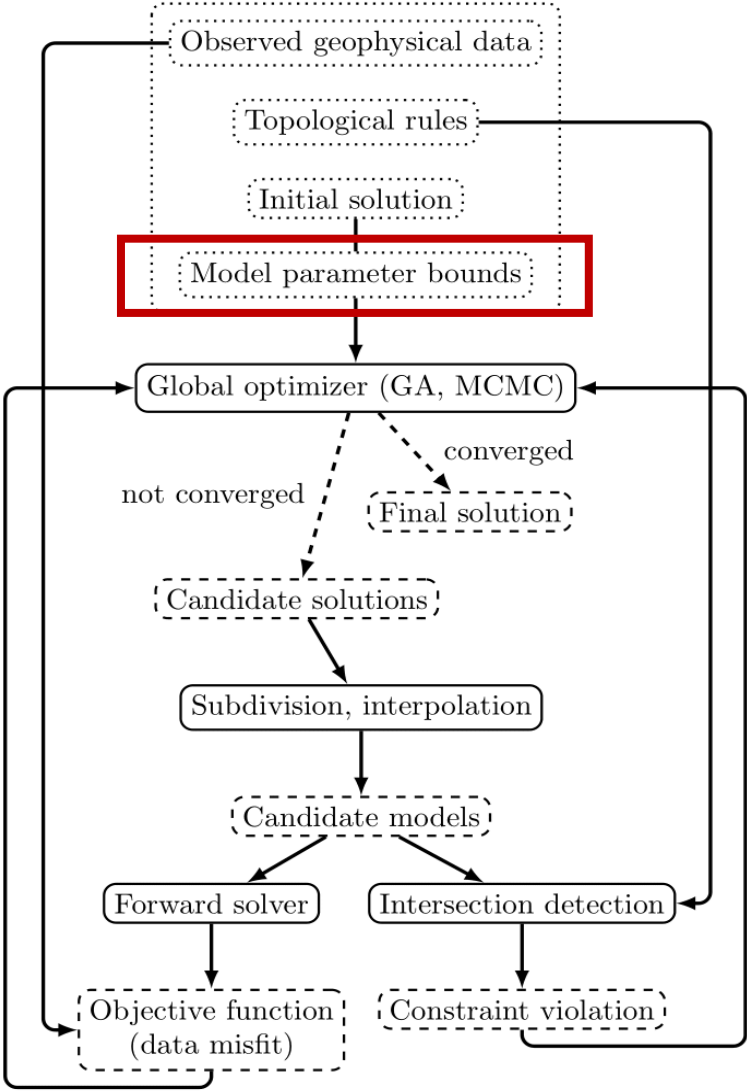 Observed geophysical data
Topological rules
Initial solution
Model parameter bounds
Global optimizer (GA, MCMC)
converged
not converged
Final solution
Candidate solutions
Subdivision, interpolation
Candidate models
Forward solver
Intersection detection
Objective function
(data misfit)
Constraint violation